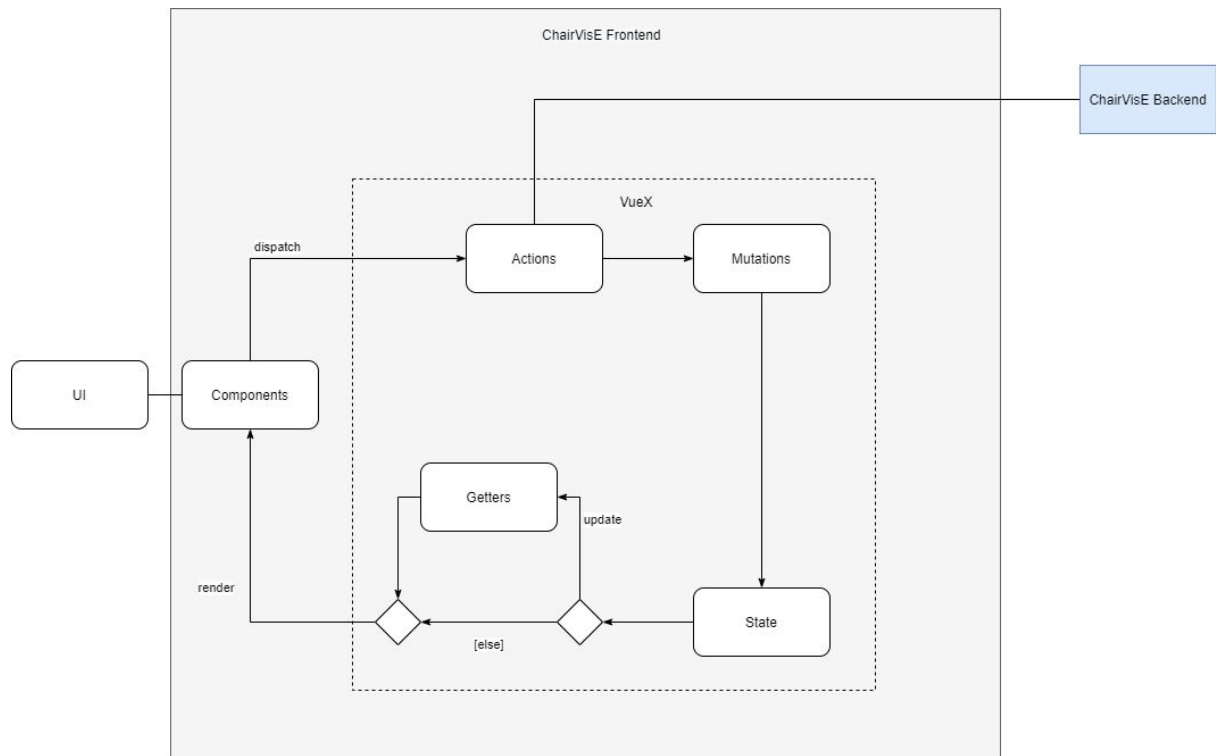 ChairVisE Frontend
ChairVisE Backend
VueX
dispatch
Actions
Mutations
UI
Components
Getters
update
render
State
[else]